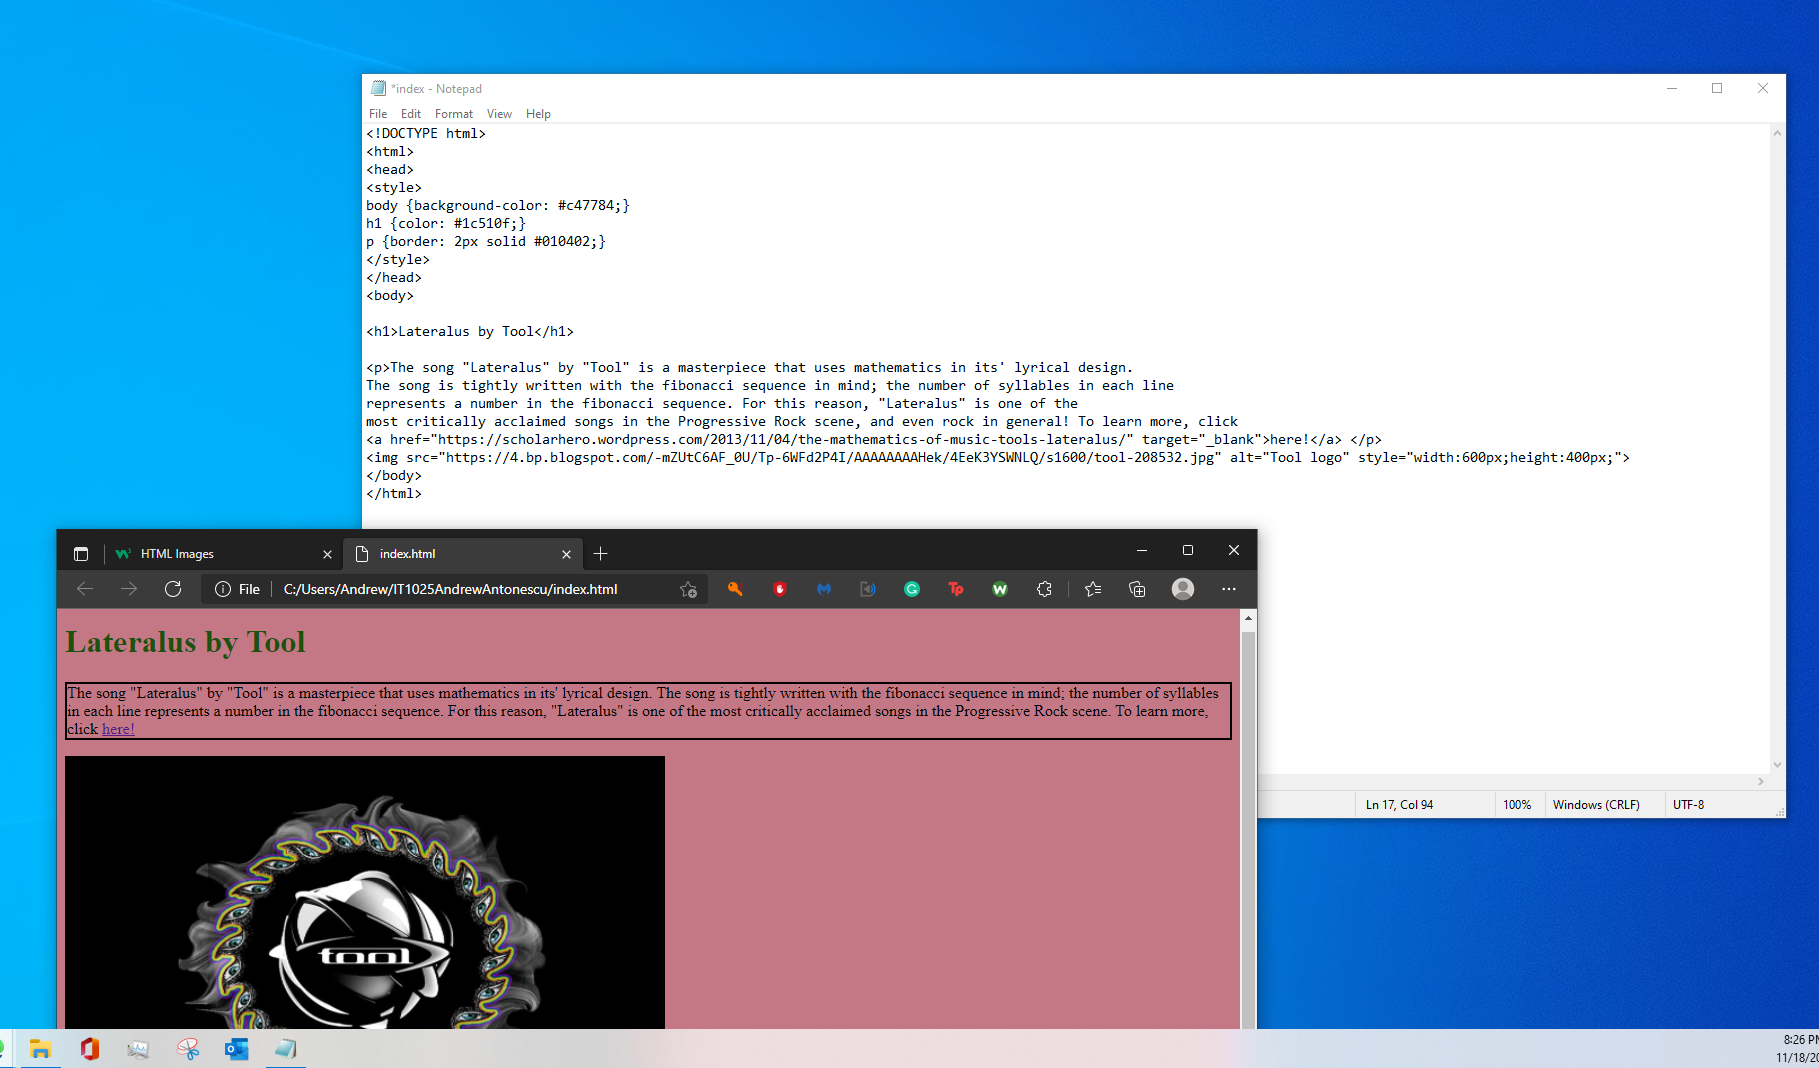 *index - Notepad
File Edit Format View Help
<!DOCTYPE html>
<html>
<head>
<style>
body {background-color: #c47784;}
h1 {color: #1c510f;}
p {border: 2px solid #010402;}
</style>
</head>
<body>
<h1>Lateralus by Tool</h1>
<p>The song "Lateralus" by "Tool" is a masterpiece that uses mathematics in its' lyrical design.
The song is tightly written with the fibonacci sequence in mind; the number of syllables in each line
represents a number in the fibonacci sequence. For this reason, "Lateralus" is one of the
most critically acclaimed songs in the Progressive Rock scene, and even rock in general! To learn more, click
<a href="https://scholarhero.wordpress.com/2013/11/04/the-mathematics-of-music-tools-lateralus/" target="_blank">here!</a> </p>
<img src="https://4.bp.blogspot.com/-mZUtC6AF_0U/Tp-6WFd2P4I/AAAAAAAAHek/4EeK3YSWNLQ/s1600/tool-208532.jpg" alt="Tool logo" style="width:600px;height:400px;">
</body>
</html>
Ln 17, Col 94 100% Windows (CRLF) UTF-8
HTML Images index.html
File C:/Users/Andrew/IT1025AndrewAntonescu/index.html
Lateralus by Tool
The song "Lateralus" by "Tool" is a masterpiece that uses mathematics in its' lyrical design. The song is tightly written with the fibonacci sequence in mind; the number of syllables
in each line represents a number in the fibonacci sequence. For this reason, "Lateralus" is one of the most critically acclaimed songs in the Progressive Rock scene. To learn more,
click here!
tool
8:26 PM
11/18/20